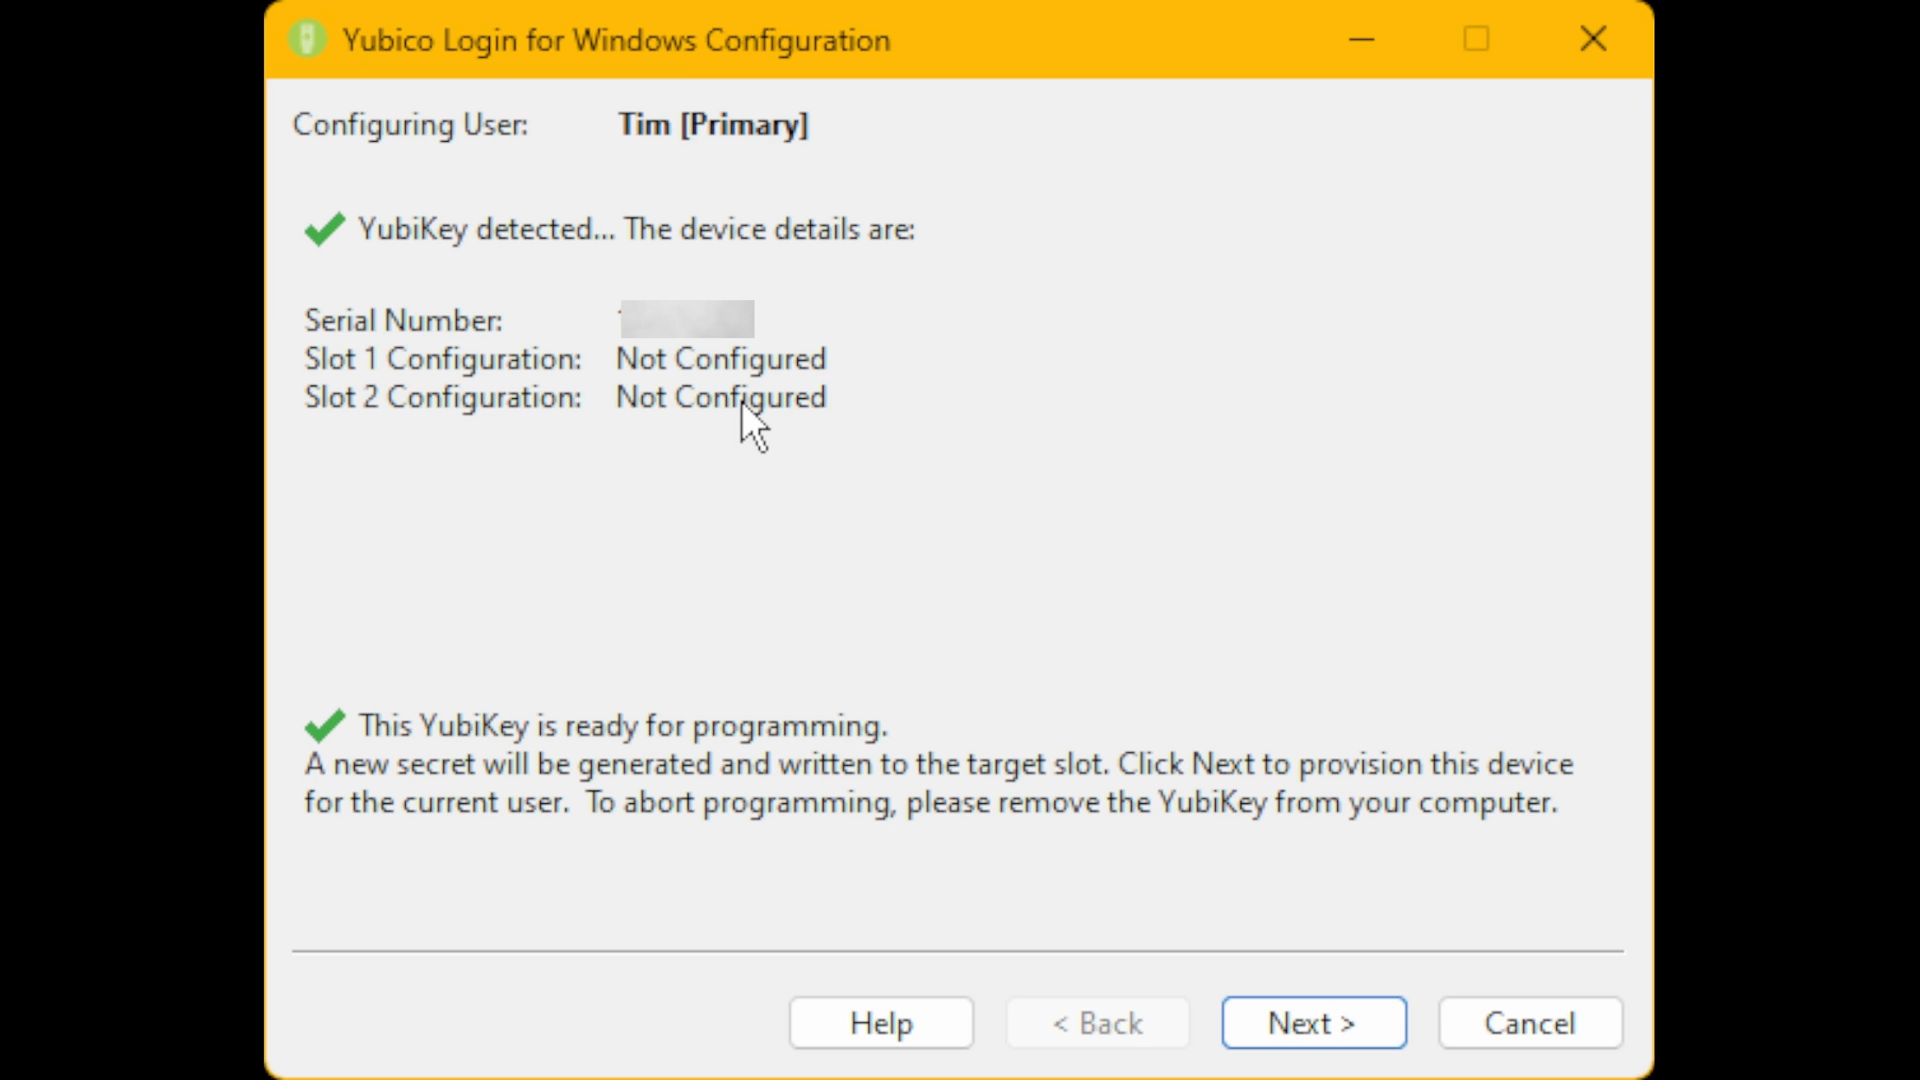 Yubico Login for Windows Configuration
Configuring User: Tim [Primary]
YubiKey detected... The device details are:
Serial Number:
Slot 1 Configuration: Not Configured
Slot 2 Configuration: Not Configured
This YubiKey is ready for programming.
A new secret will be generated and written to the target slot. Click Next to provision this device
for the current user.  To abort programming, please remove the YubiKey from your computer.
Help < Back Next > Cancel